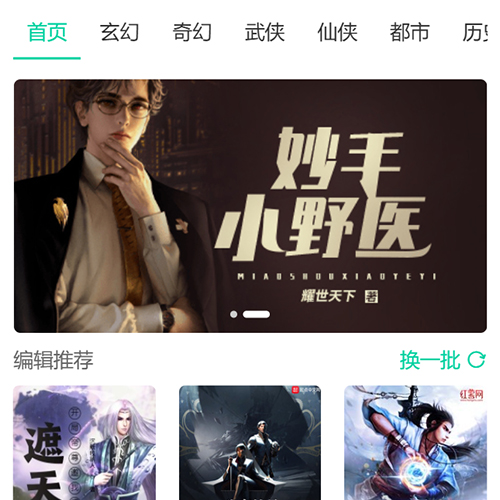 首页 玄幻 奇幻 武侠 仙侠 都市 历史
妙手
小野医
MIAOSHOUXIAOYEYI
耀世天下 著
编辑推荐 换一批
遮天
红袖网